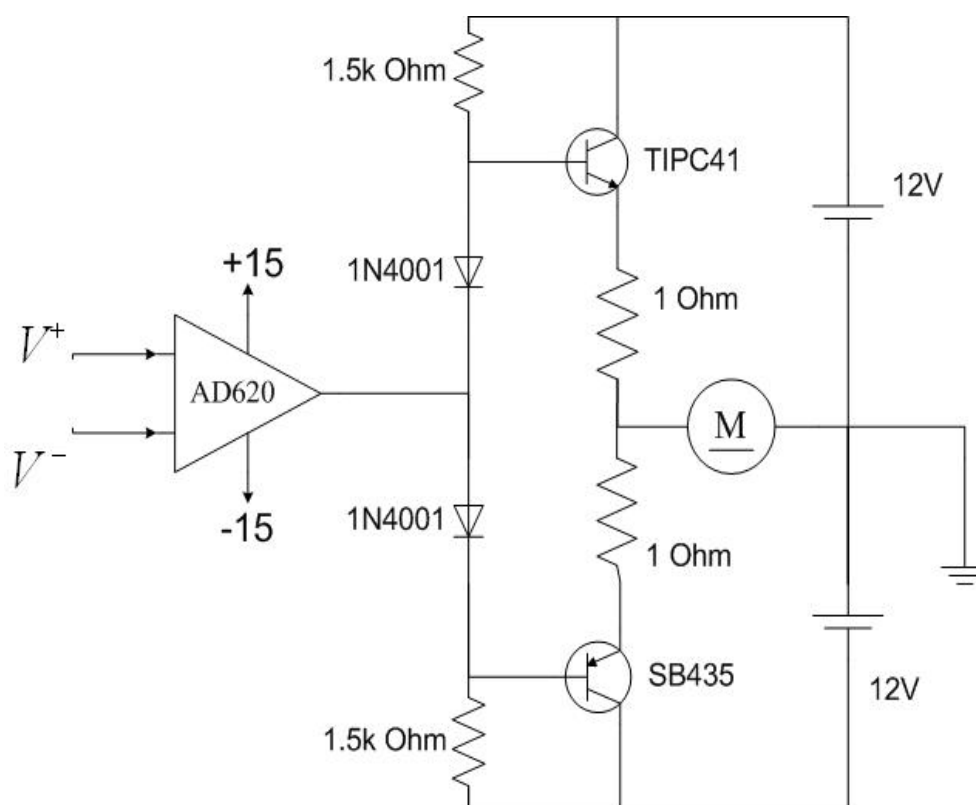 1.5k Ohm
TIPC41
12V
1N4001
+15
1 Ohm
V+
AD620
M
V-
-15
1N4001
1 Ohm
SB435
12V
1.5k Ohm